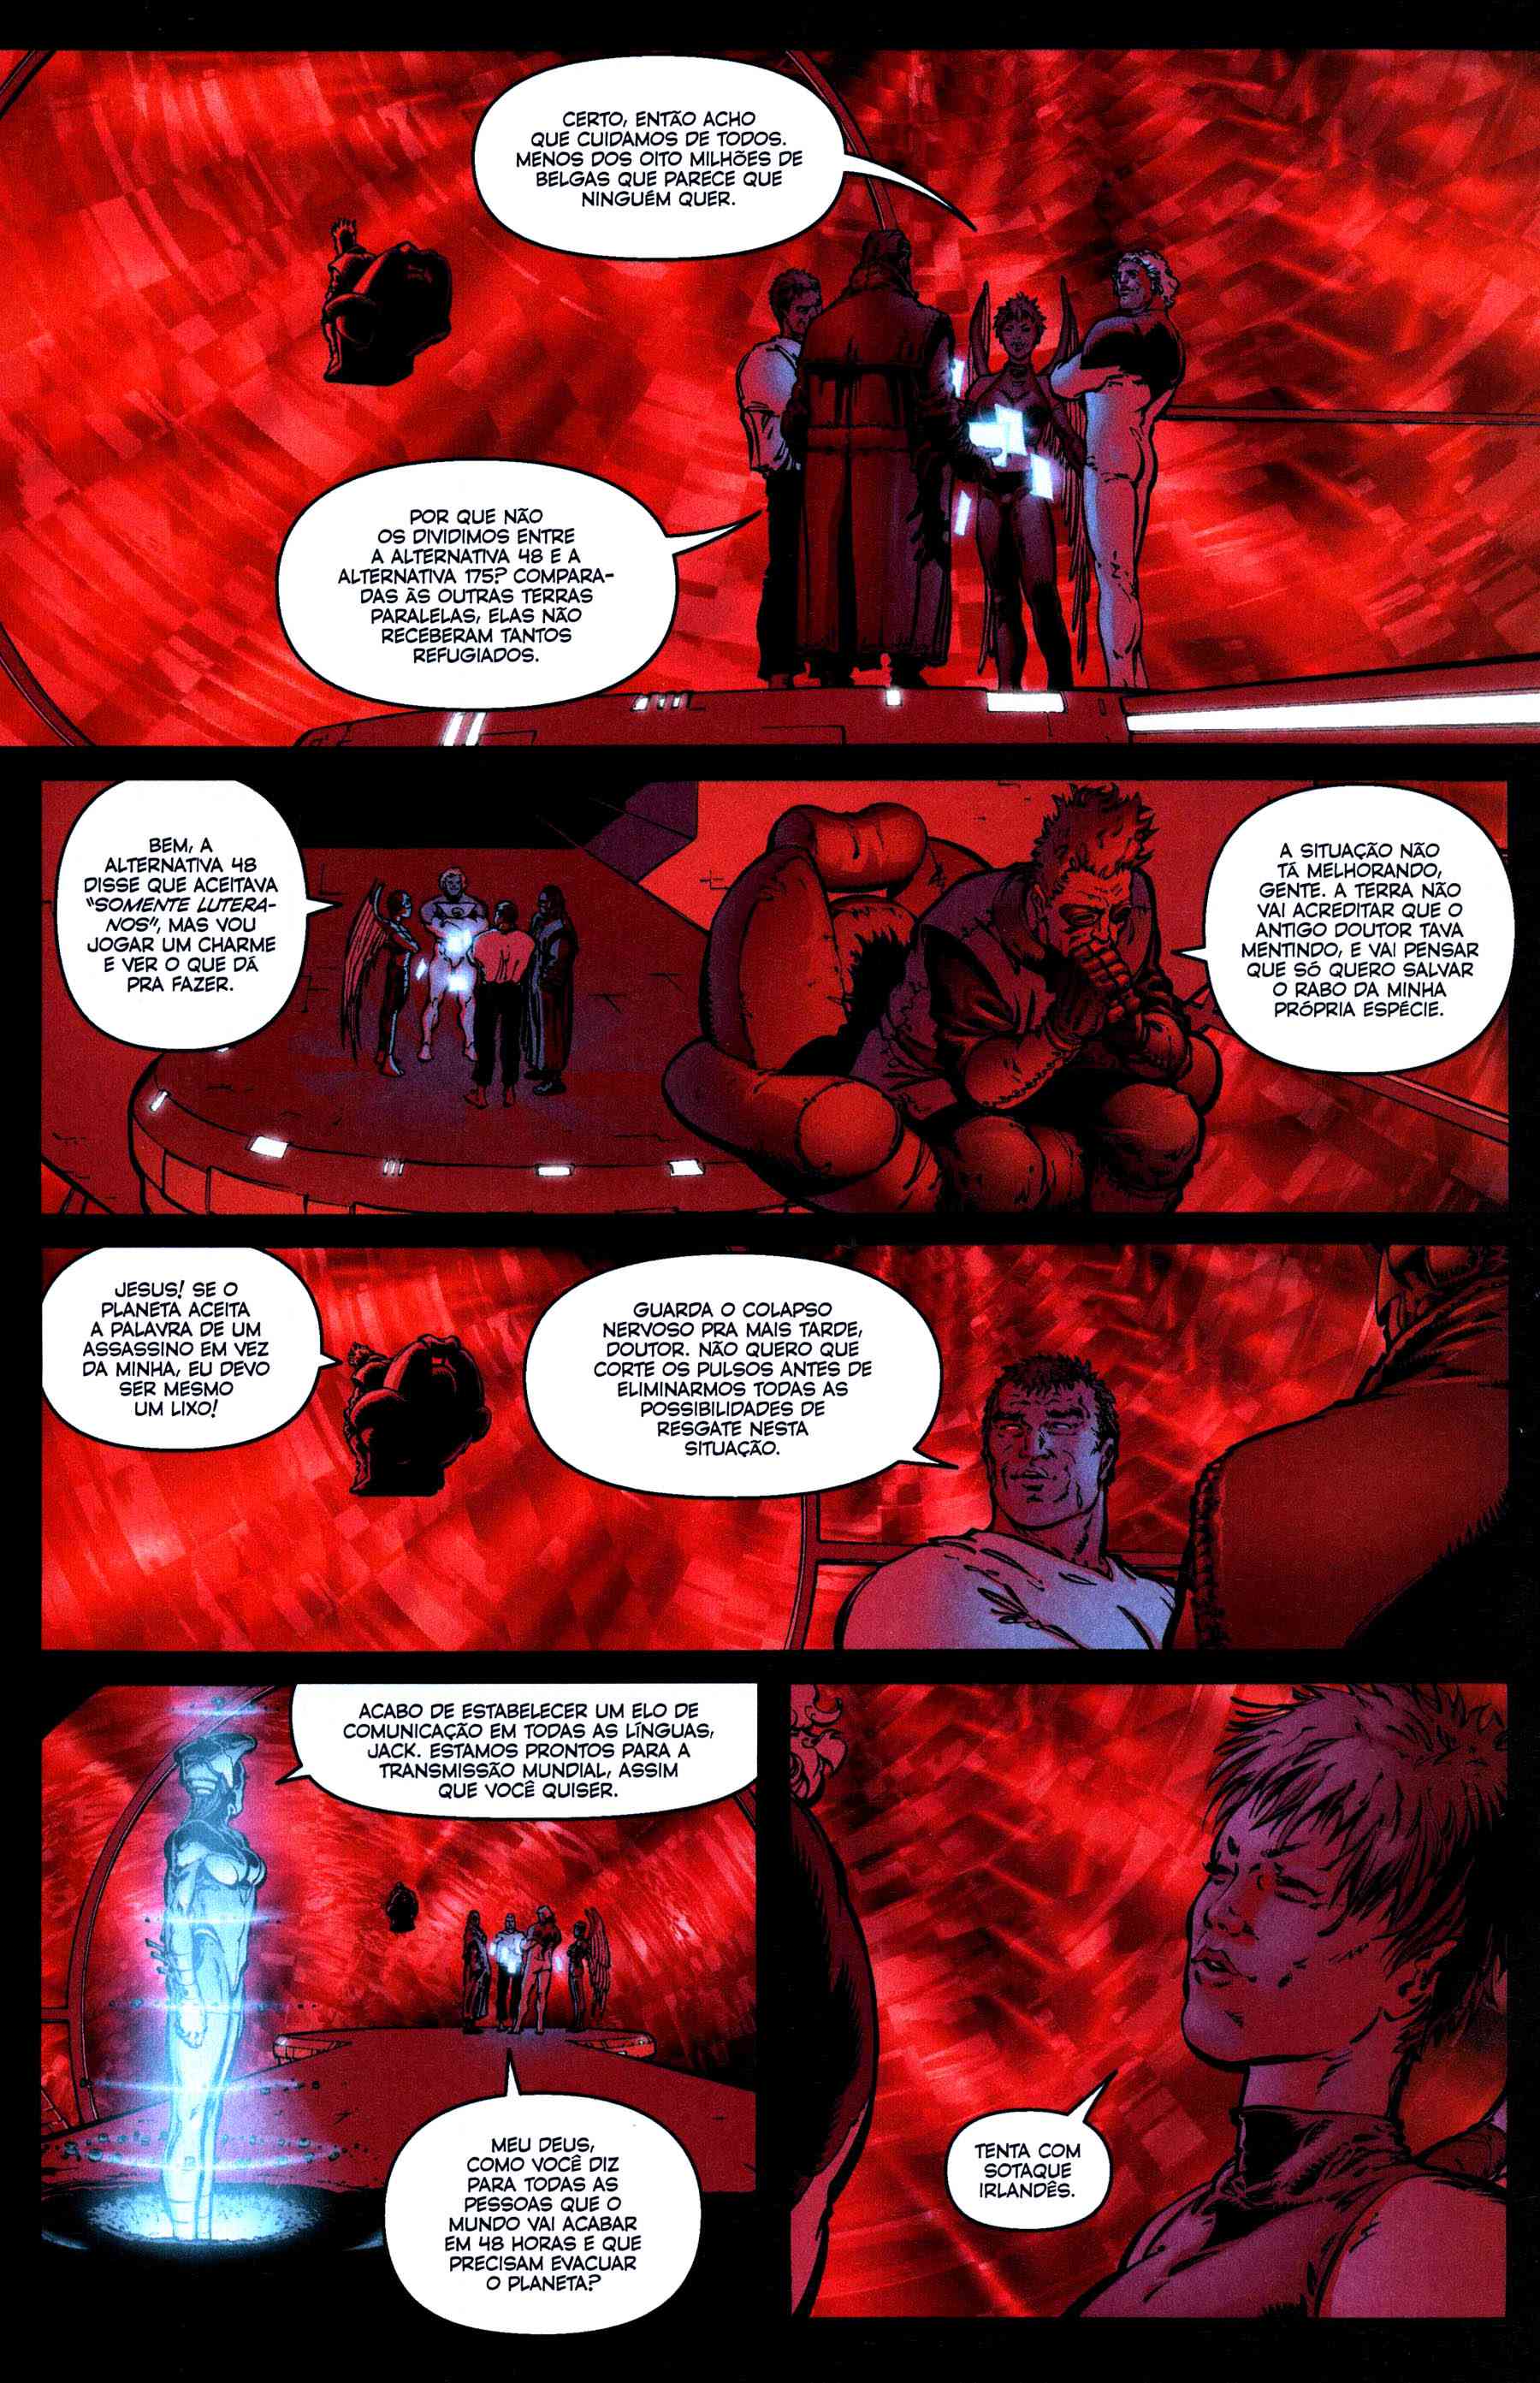 CERTO, ENTÃO ACHO
QUE CUIDAMOS DE TODOS.
MENOS DOS OITO MILHÕES DE
BELGAS QUE PARECE QUE
NINGUÉM QUER.
POR QUE NÃO
OS DIVIDIMOS ENTRE
A ALTERNATIVA 48 E A
ALTERNATIVA 175? COMPARA-
DAS ÀS OUTRAS TERRAS
PARALELAS, ELAS NÃO
RECEBERAM TANTOS
REFUGIADOS.
BEM, A
ALTERNATIVA 48
DISSE QUE ACEITAVA
"SOMENTE LUTERA-
NOS", MAS VOU
JOGAR UM CHARME
E VER O QUE DÁ
PRA FAZER.
A SITUAÇÃO NÃO
TÁ MELHORANDO,
GENTE. A TERRA NÃO
VAI ACREDITAR QUE O
ANTIGO DOUTOR TAVA
MENTINDO, E VAI PENSAR
QUE SÓ QUERO SALVAR
O RABO DA MINHA
PRÓPRIA ESPÉCIE.
JESUS! SE O
PLANETA ACEITA
A PALAVRA DE UM
ASSASSINO EM VEZ
DA MINHA, EU DEVO
SER MESMO
UM LIXO!
GUARDA O COLAPSO
NERVOSO PRA MAIS TARDE,
DOUTOR. NÃO QUERO QUE
CORTE OS PULSOS ANTES DE
ELIMINARMOS TODAS AS
POSSIBILIDADES DE
RESGATE NESTA
SITUAÇÃO.
ACABO DE ESTABELECER UM ELO DE
COMUNICAÇÃO EM TODAS AS LÍNGUAS,
JACK. ESTAMOS PRONTOS PARA A
TRANSMISSÃO MUNDIAL, ASSIM
QUE VOCÊ QUISER.
MEU DEUS,
COMO VOCÊ DIZ
PARA TODAS AS
PESSOAS QUE O
MUNDO VAI ACABAR
EM 48 HORAS E QUE
PRECISAM EVACUAR
O PLANETA?
TENTA COM
SOTAQUE
IRLANDÊS.